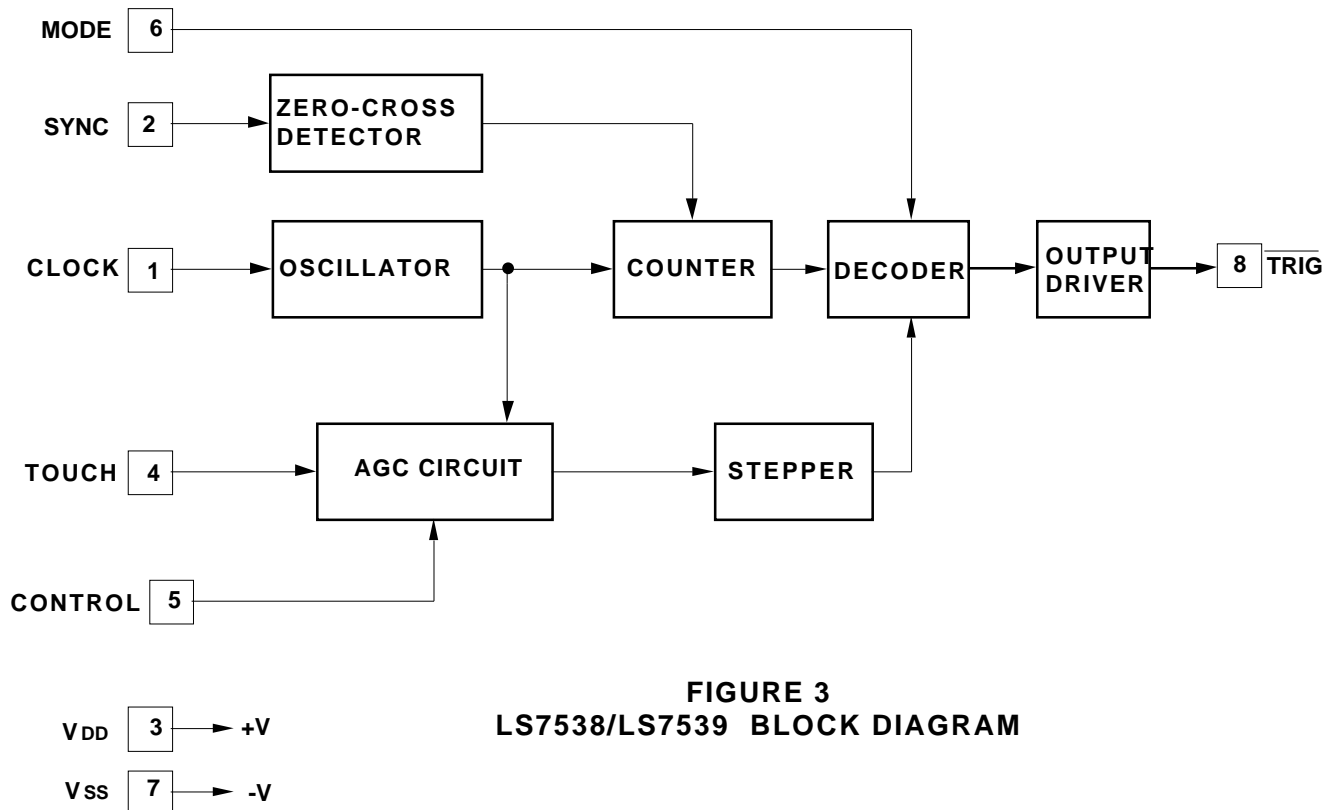 MODE 6
ZERO-CROSS
DETECTOR
SYNC 2
CLOCK 1
OSCILLATOR
COUNTER
DECODER
OUTPUT
DRIVER
8 TRIG
TOUCH 4
AGC CIRCUIT
STEPPER
CONTROL 5
FIGURE 3
LS7538/LS7539 BLOCK DIAGRAM
VDD 3 +V
VSS 7 -V